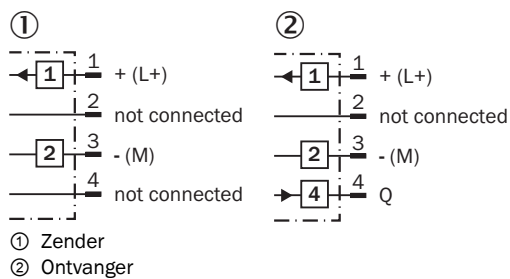 ① ②
1 1 + (L+)
2 not connected
2 3 - (M)
4 not connected
1 1 + (L+)
2 not connected
2 3 - (M)
4 4 Q
① Zender
② Ontvanger